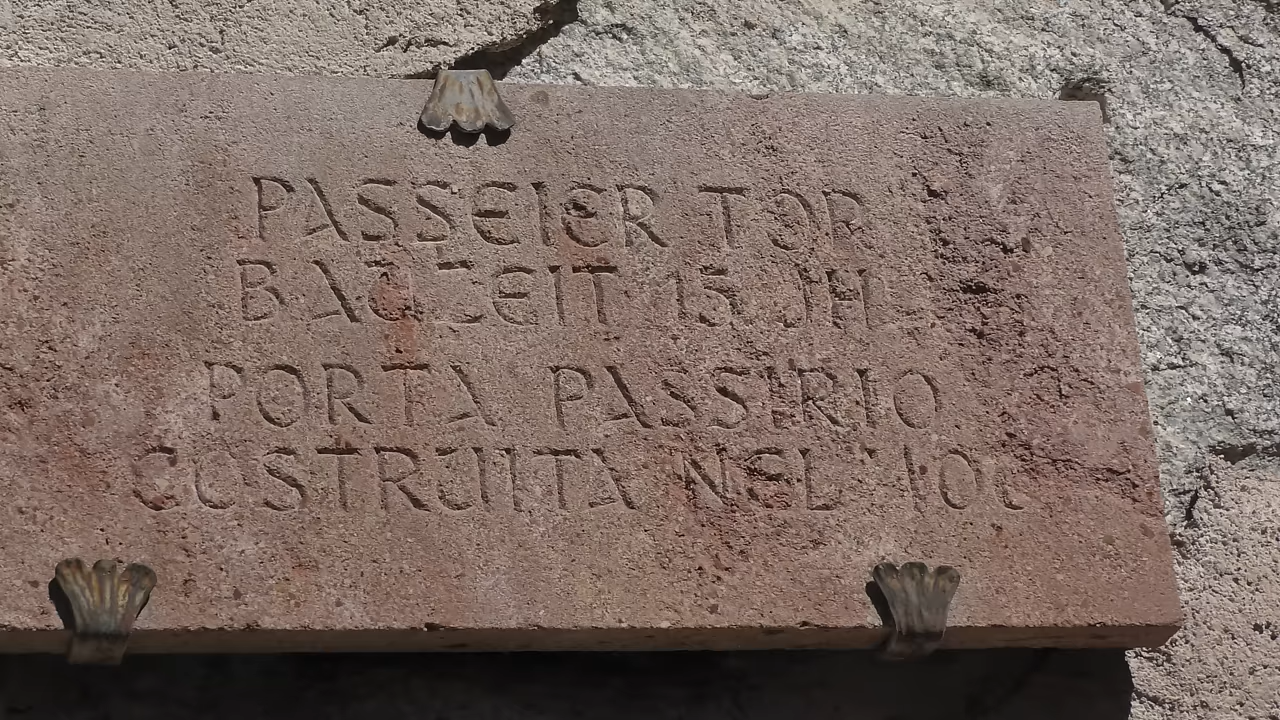 PASSEIER TOR
BAUZEIT 15. JH.
PORTA PASSIRIO
COSTRUITA NEL '400